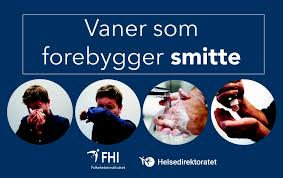 Vaner som
forebygger smitte
FHI
Folkehelseinstituttet
Helsedirektoratet